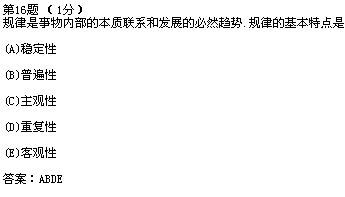 第16题 (1分)
规律是事物内部的本质联系和发展的必然趋势.规律的基本特点是
(A)稳定性
(B)普遍性
(C)主观性
(D)重复性
(E)客观性
答案：ABDE